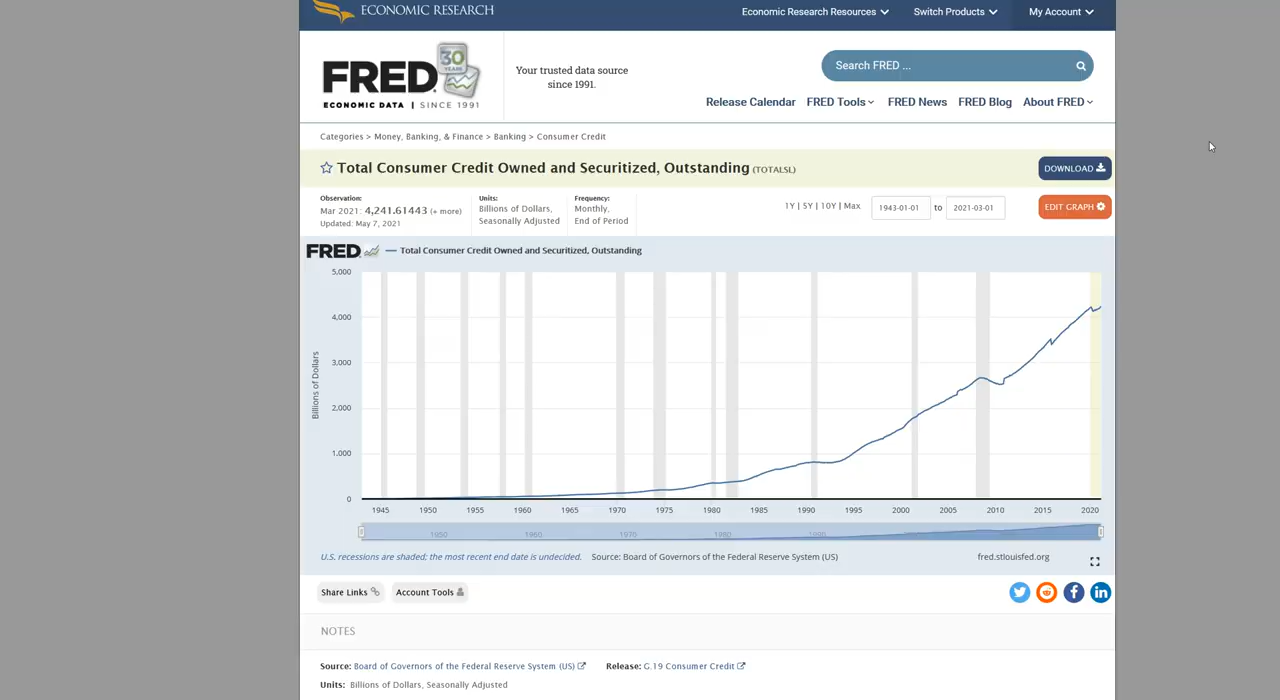 ECONOMIC RESEARCH
Economic Research Resources
Switch Products
My Account
FRED
30
YEARS
ECONOMIC DATA | SINCE 1991
Your trusted data source
since 1991.
Search FRED ...
Release Calendar FRED Tools FRED News FRED Blog About FRED
Categories > Money, Banking, & Finance > Banking > Consumer Credit
Total Consumer Credit Owned and Securitized, Outstanding (TOTALSL)
DOWNLOAD
Observation:
Mar 2021: 4,241.61443 (+ more)
Updated: May 7, 2021
Units:
Billions of Dollars,
Seasonally Adjusted
Frequency:
Monthly,
End of Period
1Y | 5Y | 10Y | Max
1943-01-01 to 2021-03-01
EDIT GRAPH
FRED
Total Consumer Credit Owned and Securitized, Outstanding
5,000
4,000
3,000
2,000
1,000
0
Billions of Dollars
1945 1950 1955 1960 1965 1970 1975 1980 1985 1990 1995 2000 2005 2010 2015 2020
1950 1960 1970 1980 1990
U.S. recessions are shaded; the most recent end date is undecided. Source: Board of Governors of the Federal Reserve System (US)
fred.stlouisfed.org
Share Links Account Tools
NOTES
Source: Board of Governors of the Federal Reserve System (US)
Release: G.19 Consumer Credit
Units: Billions of Dollars, Seasonally Adjusted